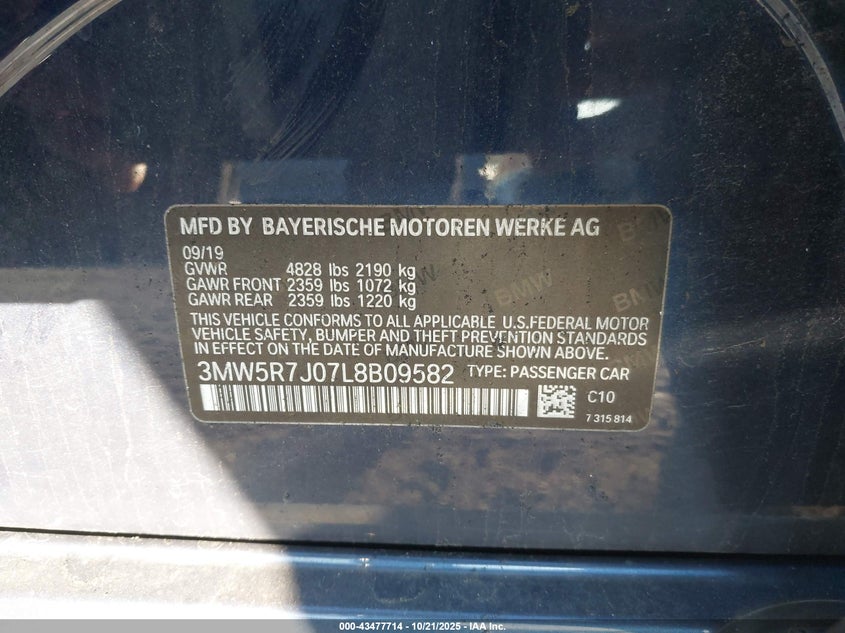 MFD BY BAYERISCHE MOTOREN WERKE AG
09/19
GVWR 4828 lbs 2190 kg
GAWR FRONT 2359 lbs 1072 kg
GAWR REAR 2359 lbs 1220 kg
THIS VEHICLE CONFORMS TO ALL APPLICABLE U.S.FEDERAL MOTOR
VEHICLE SAFETY, BUMPER AND THEFT PREVENTION STANDARDS
IN EFFECT ON THE DATE OF MANUFACTURE SHOWN ABOVE.
3MW5R7J07L8B09582 TYPE: PASSENGER CAR
C10
7 315 814
BMW
BMW
BMW
000-43477714 - 10/21/2025 - IAA Inc.